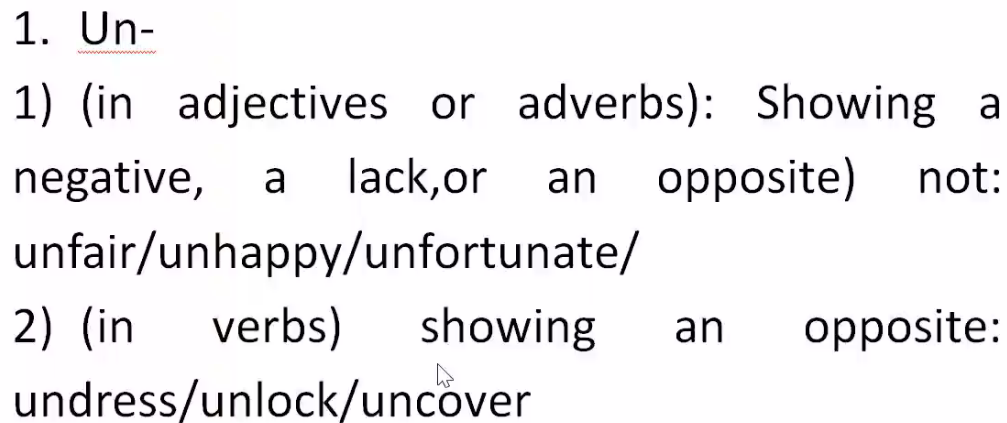 1. Un-
1) (in adjectives or adverbs): Showing a
negative, a lack,or an opposite) not:
unfair/unhappy/unfortunate/
2) (in verbs) showing an opposite:
undress/unlock/uncover